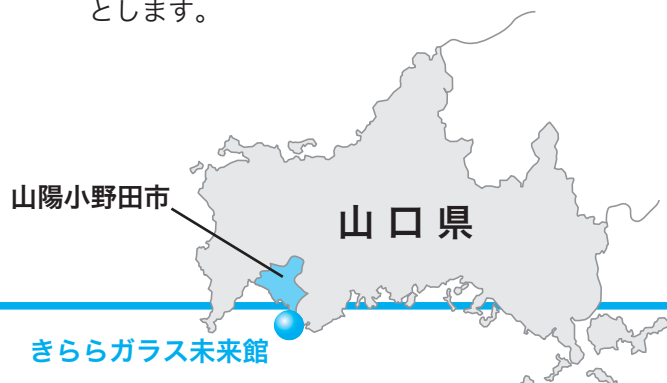 とします。
山陽小野田市
山口県
きららガラス未来館